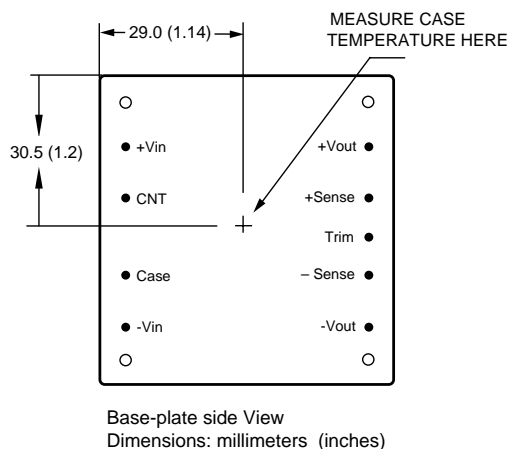 29.0 (1.14)
MEASURE CASE
TEMPERATURE HERE
30.5 (1.2)
+Vin
+Vout
CNT
+Sense
Trim
Case
– Sense
-Vin
-Vout
Base-plate side View
Dimensions: millimeters (inches)